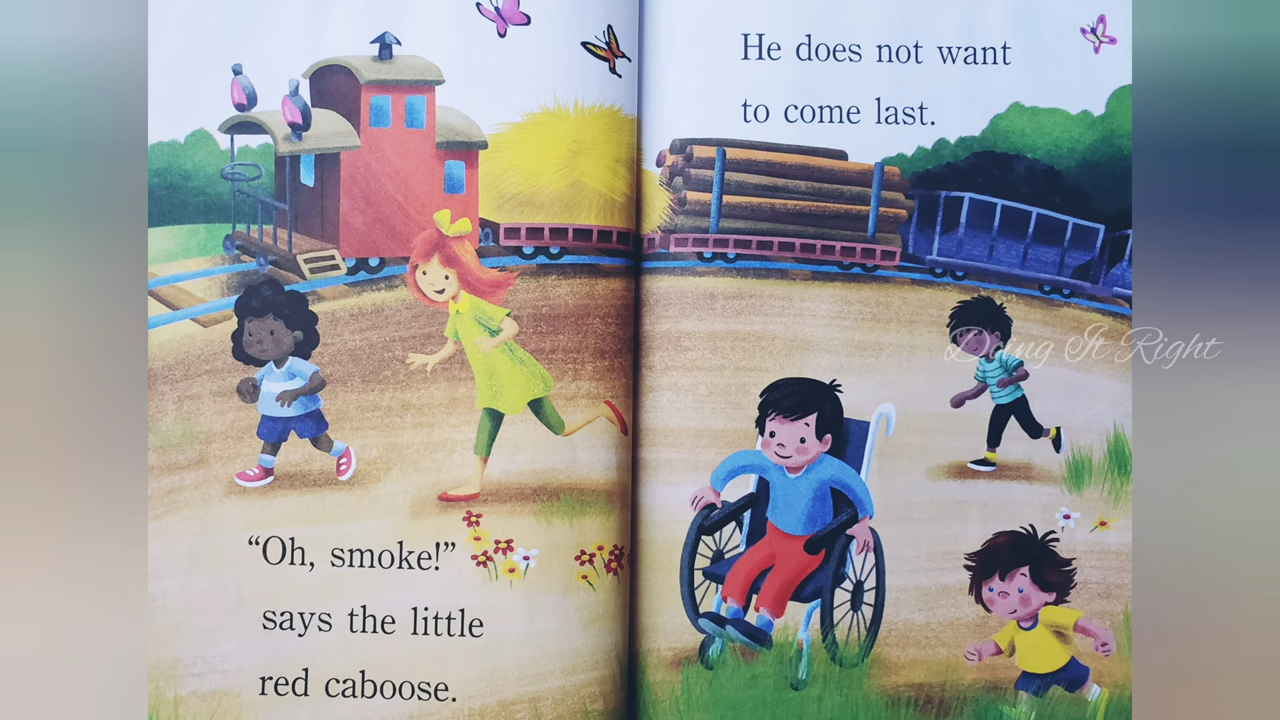 “Oh, smoke!”
says the little
red caboose.
He does not want
to come last.
Doing It Right